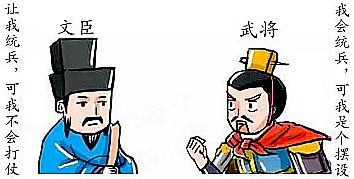 让我统兵，可我不会打仗
文臣
武将
我会统兵，可我是个摆设